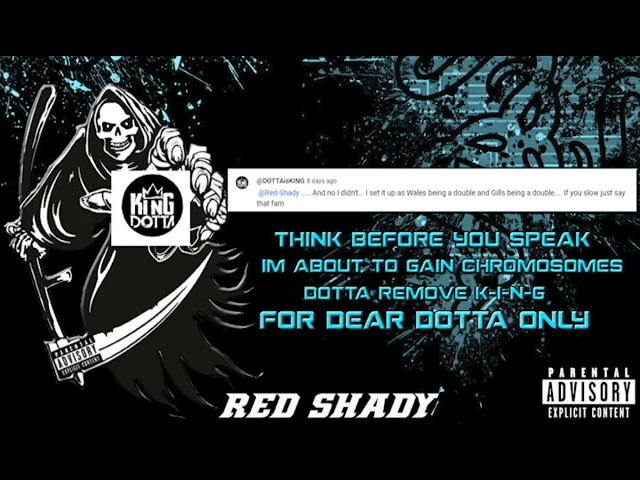 KING
DOTTA
@DOTTAisKING 8 days ago
@Red-Shady ..... And no I didn't... I set it up as Wales being a double and Gills being a double.... If you slow just say
that fam
THINK BEFORE YOU SPEAK
IM ABOUT TO GAIN CHROMOSOMES
DOTTA REMOVE K-I-N-G
FOR DEAR DOTTA ONLY
PARENTAL
ADVISORY
EXPLICIT CONTENT
RED SHADY
PARENTAL
ADVISORY
EXPLICIT CONTENT